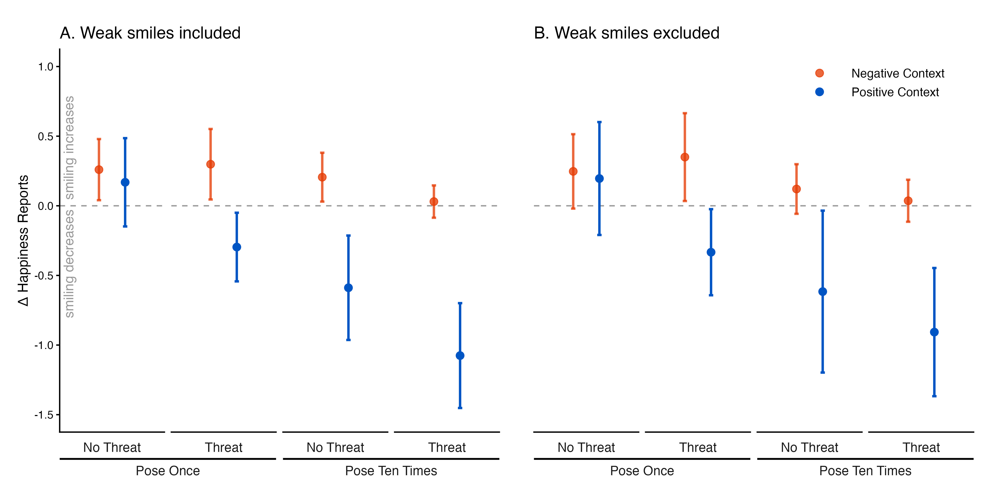 A. Weak smiles included
B. Weak smiles excluded
Negative Context
Positive Context
Δ Happiness Reports
1.0
0.5
0.0
-0.5
-1.0
-1.5
smiling increases
smiling decreases
No Threat
Threat
No Threat
Threat
Pose Once
Pose Ten Times
No Threat
Threat
No Threat
Threat
Pose Once
Pose Ten Times